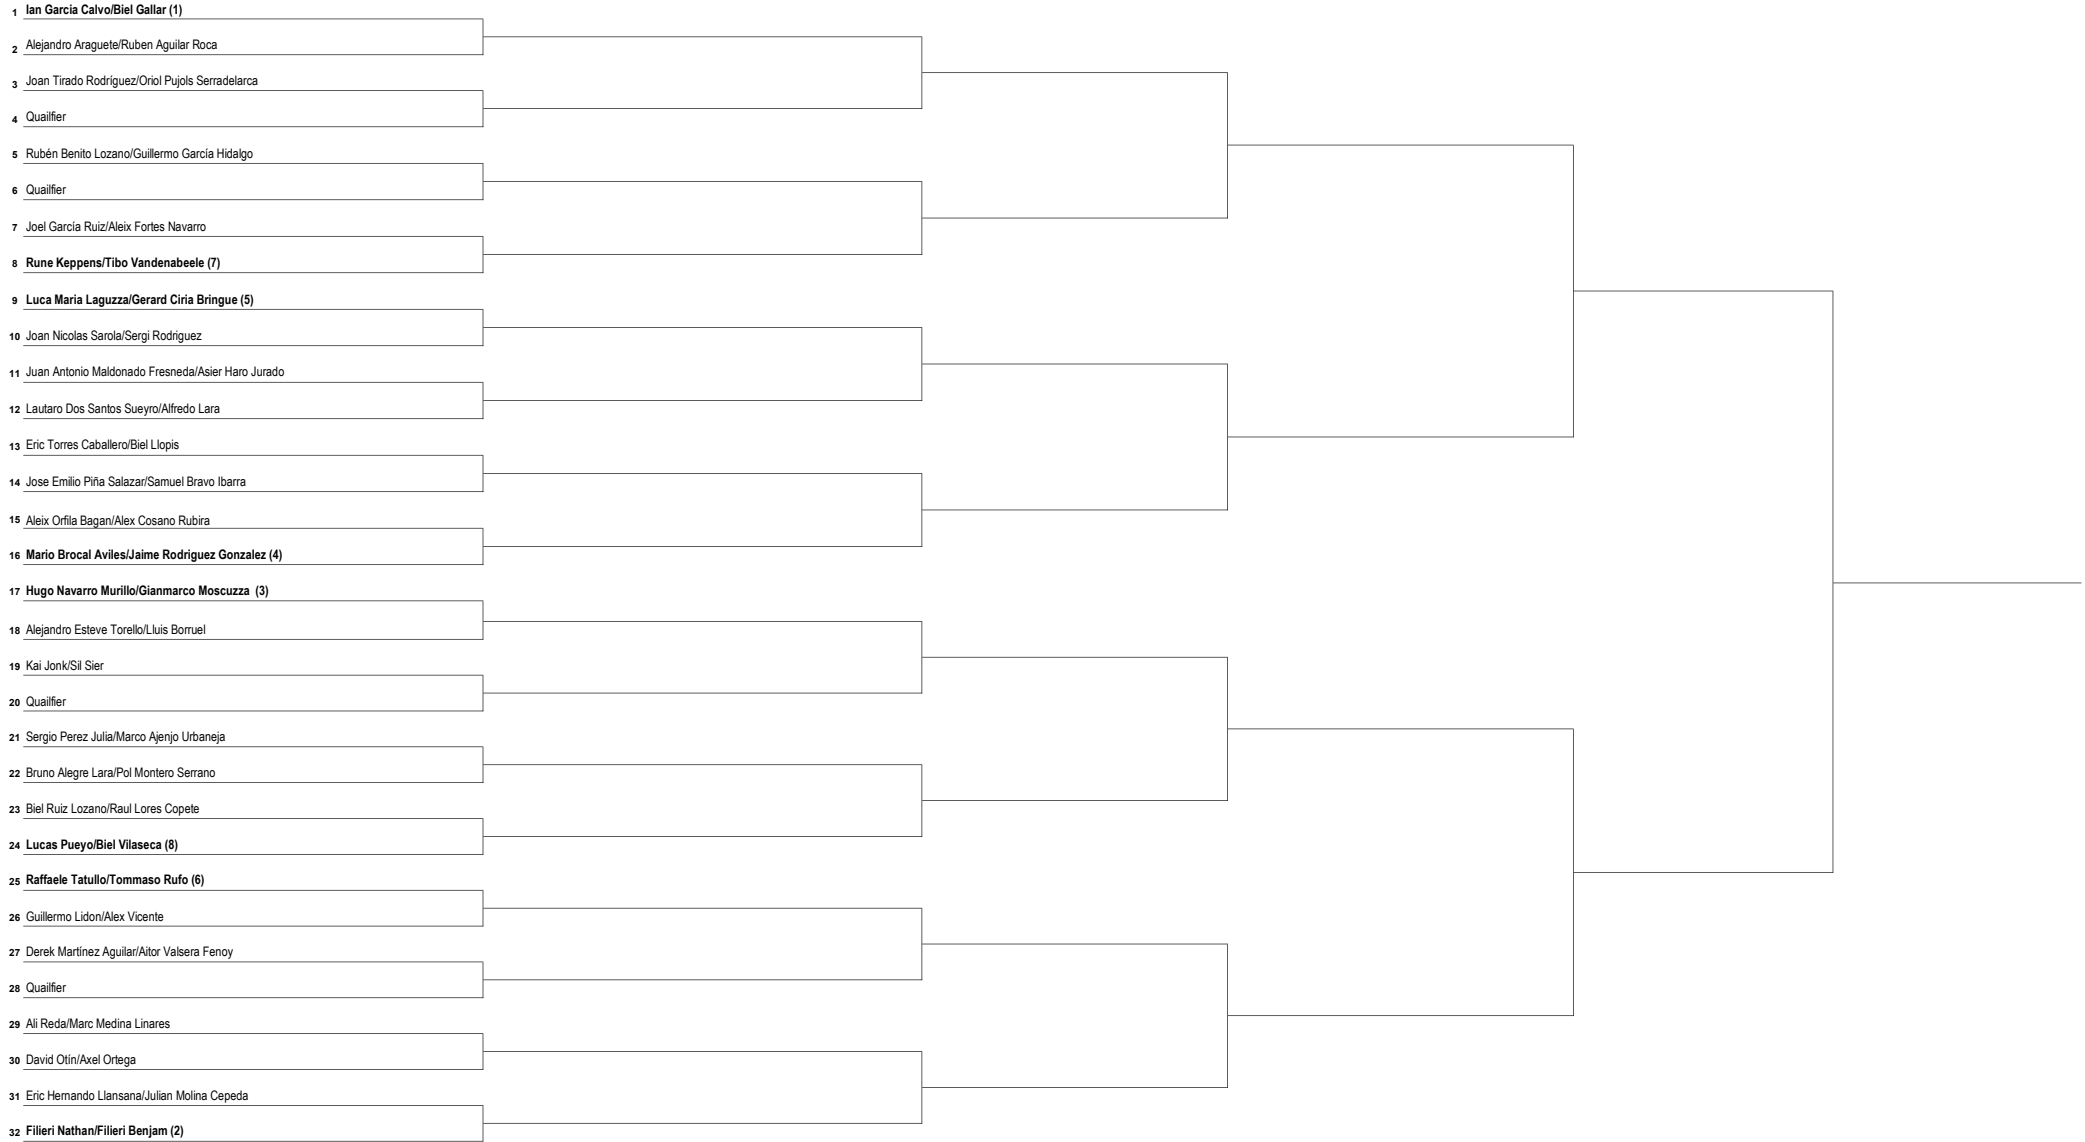 1 Ian Garcia Calvo/Biel Gallar (1)
2 Alejandro Araguete/Ruben Aguilar Roca
3 Joan Tirado Rodríguez/Oriol Pujols Serradelarca
4 Quailfier
5 Rubén Benito Lozano/Guillermo García Hidalgo
6 Quailfier
7 Joel García Ruiz/Aleix Fortes Navarro
8 Rune Keppens/Tibo Vandenabeele (7)
9 Luca Maria Laguzza/Gerard Ciria Bringue (5)
10 Joan Nicolas Sarola/Sergi Rodriguez
11 Juan Antonio Maldonado Fresneda/Asier Haro Jurado
12 Lautaro Dos Santos Sueyro/Alfredo Lara
13 Eric Torres Caballero/Biel Llopis
14 Jose Emilio Piña Salazar/Samuel Bravo Ibarra
15 Aleix Orfila Bagan/Alex Cosano Rubira
16 Mario Brocal Aviles/Jaime Rodriguez Gonzalez (4)
17 Hugo Navarro Murillo/Gianmarco Moscuzza (3)
18 Alejandro Esteve Torello/Lluis Borruel
19 Kai Jonk/Sil Sier
20 Quailfier
21 Sergio Perez Julia/Marco Ajenjo Urbaneja
22 Bruno Alegre Lara/Pol Montero Serrano
23 Biel Ruiz Lozano/Raul Lores Copete
24 Lucas Pueyo/Biel Vilaseca (8)
25 Raffaele Tatullo/Tommaso Rufo (6)
26 Guillermo Lidon/Alex Vicente
27 Derek Martínez Aguilar/Aitor Valsera Fenoy
28 Quailfier
29 Ali Reda/Marc Medina Linares
30 David Otín/Axel Ortega
31 Eric Hernando Llansana/Julian Molina Cepeda
32 Filieri Nathan/Filieri Benjam (2)